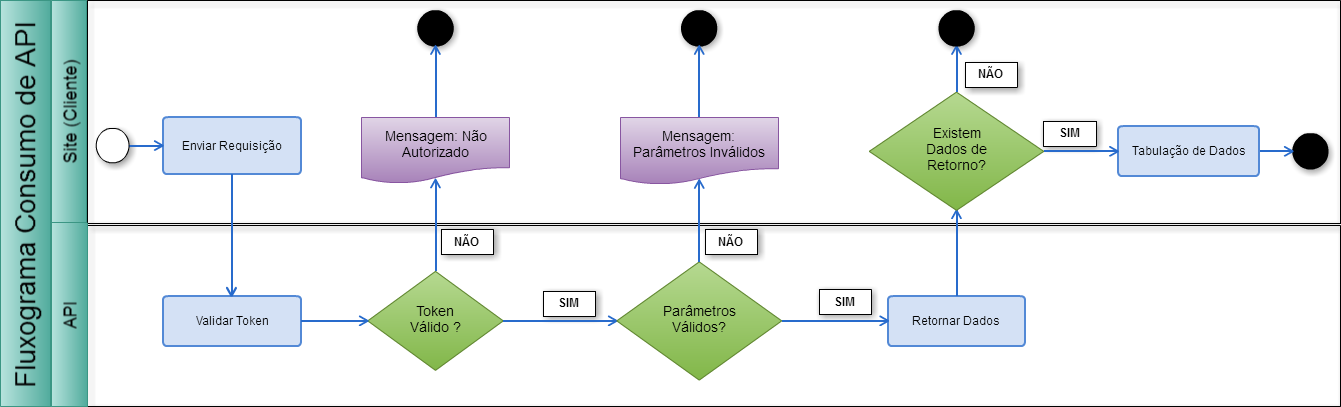 Fluxograma Consumo de API
Site (Cliente)
API
Enviar Requisição
Mensagem: Não
Autorizado
Mensagem:
Parâmetros Inválidos
NÃO
Existem
Dados de
Retorno?
SIM
Tabulação de Dados
NÃO
NÃO
Validar Token
Token
Válido ?
SIM
Parâmetros
Válidos?
SIM
Retornar Dados